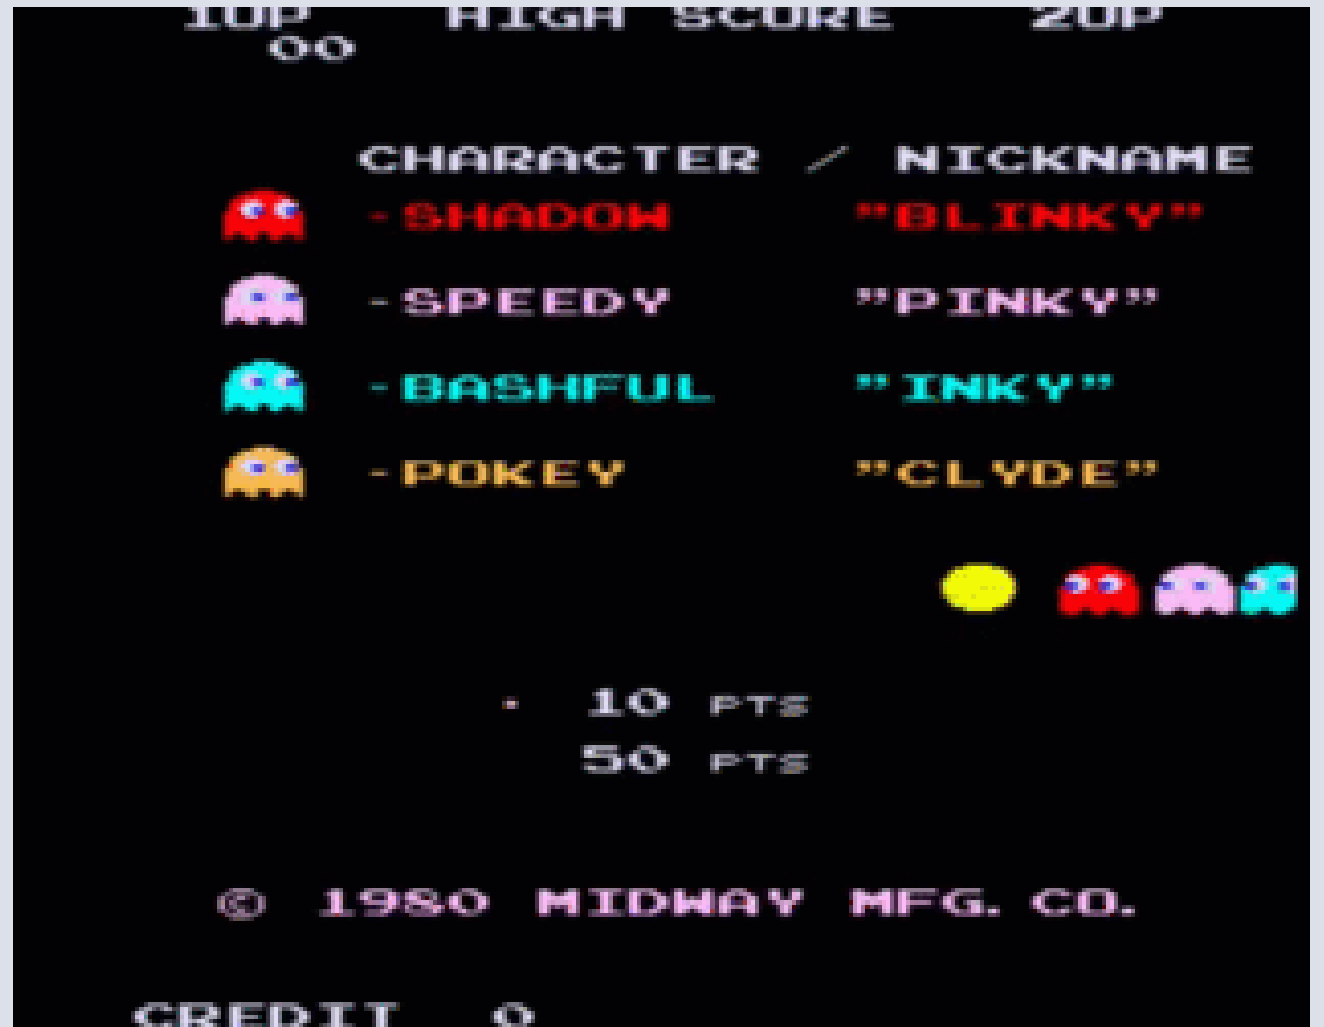 1UP HIGH SCORE 2UP
00
CHARACTER / NICKNAME
-SHADOW "BLINKY"
-SPEEDY "PINKY"
-BASHFUL "INKY"
-POKEY "CLYDE"
10 PTS
50 PTS
© 1980 MIDWAY MFG. CO.
CREDIT 0